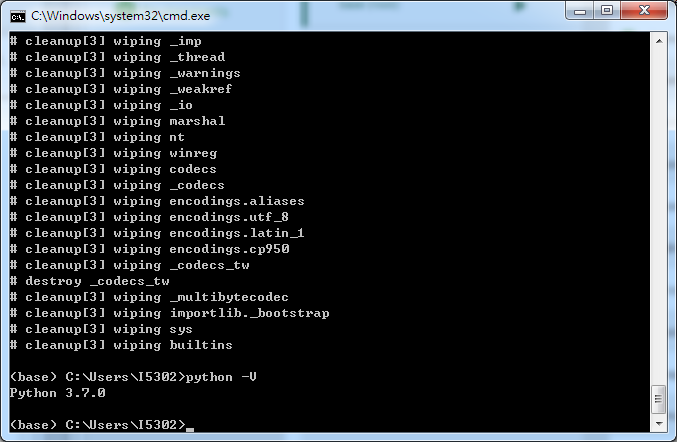 C:\Windows\system32\cmd.exe
# cleanup[3] wiping _imp
# cleanup[3] wiping _thread
# cleanup[3] wiping _warnings
# cleanup[3] wiping _weakref
# cleanup[3] wiping _io
# cleanup[3] wiping marshal
# cleanup[3] wiping nt
# cleanup[3] wiping winreg
# cleanup[3] wiping codecs
# cleanup[3] wiping _codecs
# cleanup[3] wiping encodings.aliases
# cleanup[3] wiping encodings.utf_8
# cleanup[3] wiping encodings.latin_1
# cleanup[3] wiping encodings.cp950
# cleanup[3] wiping _codecs_tw
# destroy _codecs_tw
# cleanup[3] wiping _multibytecodec
# cleanup[3] wiping importlib._bootstrap
# cleanup[3] wiping sys
# cleanup[3] wiping builtins
(base) C:\Users\I5302>python -V
Python 3.7.0
(base) C:\Users\I5302>_